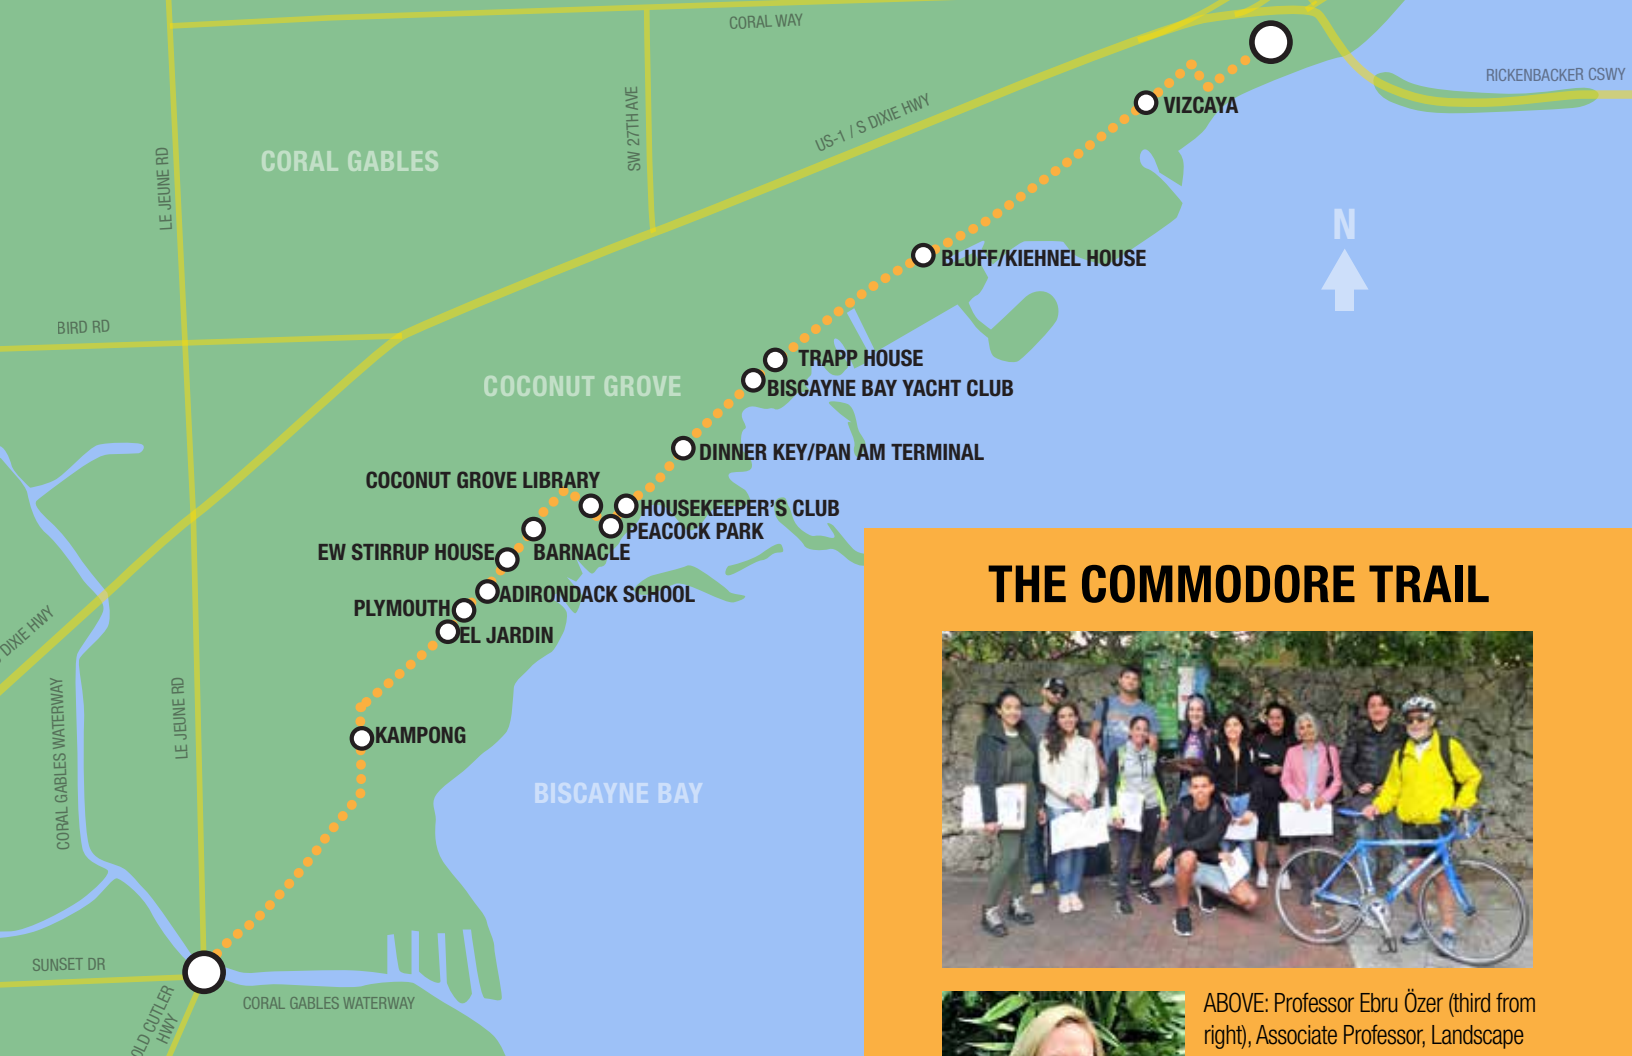 CORAL WAY
RICKENBACKER CSWY
SW 27TH AVE
US-1 / S DIXIE HWY
VIZCAYA
LE JEUNE RD
CORAL GABLES
N
BLUFF/KIEHNEL HOUSE
BIRD RD
TRAPP HOUSE
COCONUT GROVE
BISCAYNE BAY YACHT CLUB
DINNER KEY/PAN AM TERMINAL
COCONUT GROVE LIBRARY
HOUSEKEEPER'S CLUB
PEACOCK PARK
EW STIRRUP HOUSE
BARNACLE
ADIRONDACK SCHOOL
PLYMOUTH
EL JARDIN
DIXIE HWY
CORAL GABLES WATERWAY
LE JEUNE RD
KAMPONG
BISCAYNE BAY
SUNSET DR
CORAL GABLES WATERWAY
OLD CUTLER
HWY
THE COMMODORE TRAIL
ABOVE: Professor Ebru Özer (third from
right), Associate Professor, Landscape